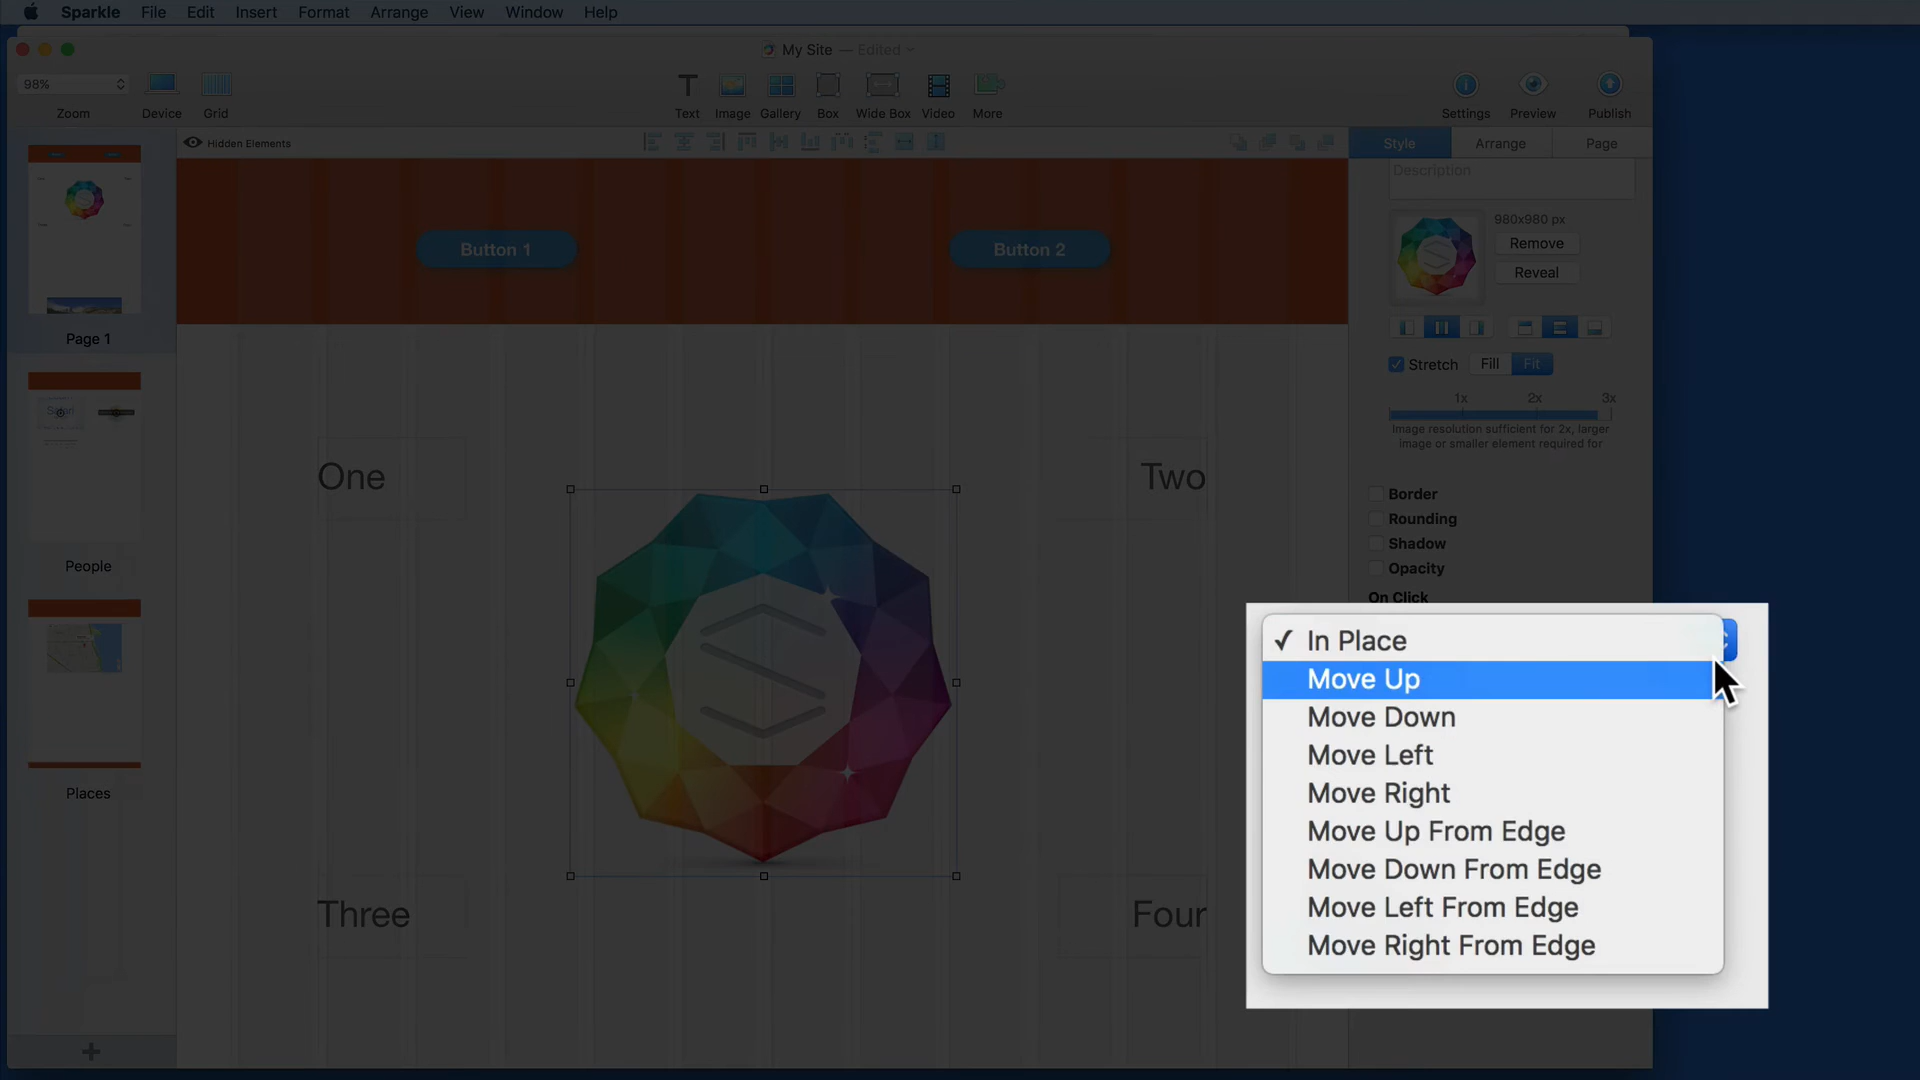 Sparkle File Edit Insert Format Arrange View Window Help
My Site — Edited
98%
Zoom Device Grid Text Image Gallery Box Wide Box Video More Settings Preview Publish
Hidden Elements
Style Arrange Page
Description
980x980 px
Remove
Reveal
Button 1
Button 2
Page 1
Stretch Fill Fit
1x 2x 3x
Image resolution sufficient for 2x, larger
image or smaller element required for
Safari
People
Places
One
Two
Three
Four
Border
Rounding
Shadow
Opacity
On Click
✓ In Place
Move Up
Move Down
Move Left
Move Right
Move Up From Edge
Move Down From Edge
Move Left From Edge
Move Right From Edge